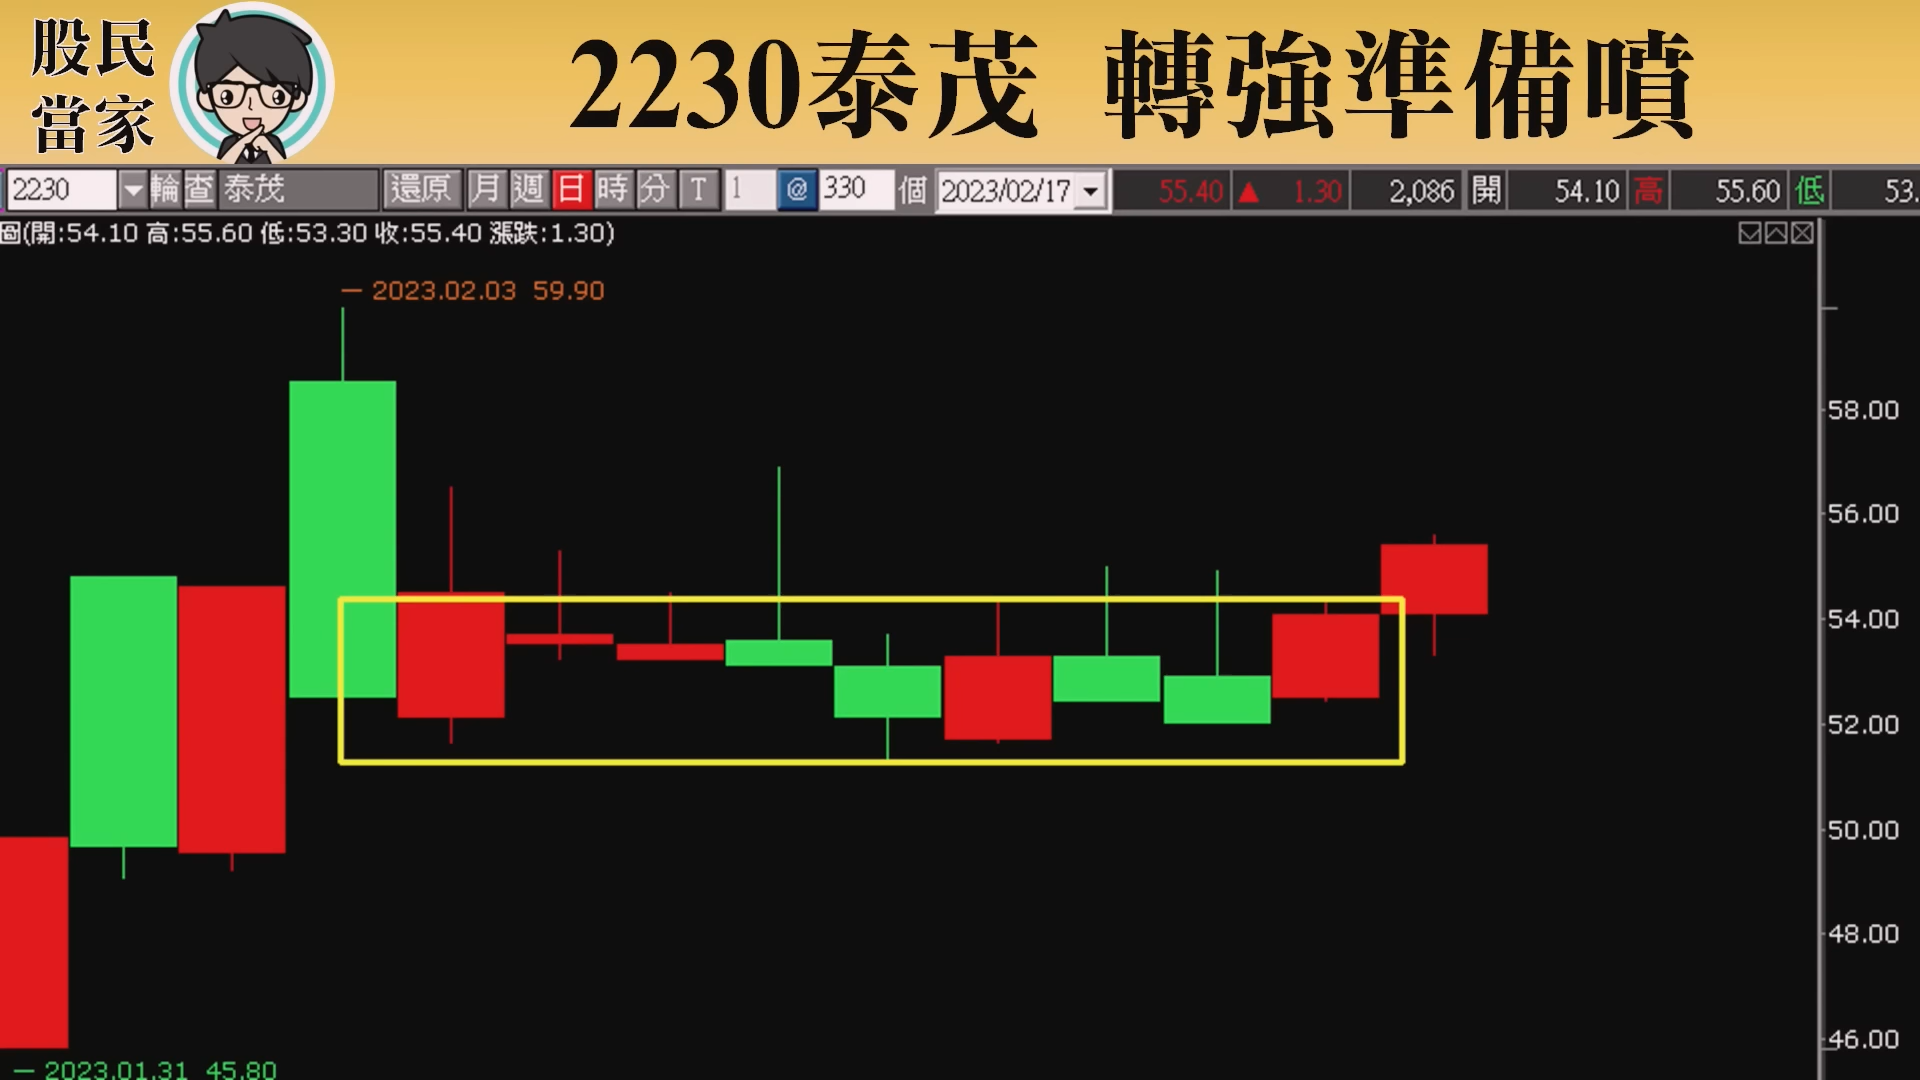 股民
當家
2230泰茂 轉強準備噴
2230 輪 查 泰茂 還原 月 週 日 時 分 T 1 @ 330 個 2023/02/17 55.40 ▲ 1.30 2,086 開 54.10 高 55.60 低 53.
圖(開:54.10 高:55.60 低:53.30 收:55.40 漲跌:1.30)
2023.02.03 59.90
58.00
56.00
54.00
52.00
50.00
48.00
46.00
2023.01.31 45.80